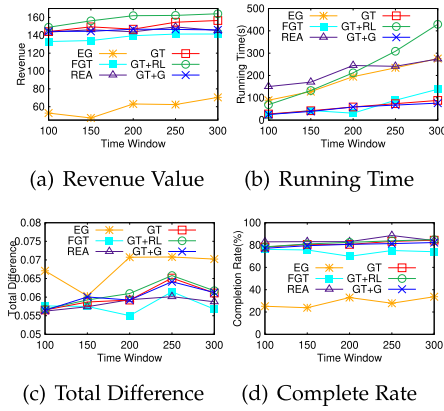 160
140
120
100
80
60
Revenue
EG GT
FGT GT+RL
REA GT+G
100 150 200 250 300
Time Window
(a) Revenue Value
500
400
300
200
100
0
Running Time(s)
EG GT
FGT GT+RL
REA GT+G
100 150 200 250 300
Time Window
(b) Running Time
0.08
0.075
0.07
0.065
0.06
0.055
0.05
Total Difference
EG GT
FGT GT+RL
REA GT+G
100 150 200 250 300
Time Window
(c) Total Difference
100
80
60
40
20
0
Completion Rate(%)
EG GT
FGT GT+RL
REA GT+G
100 150 200 250 300
Time Window
(d) Complete Rate